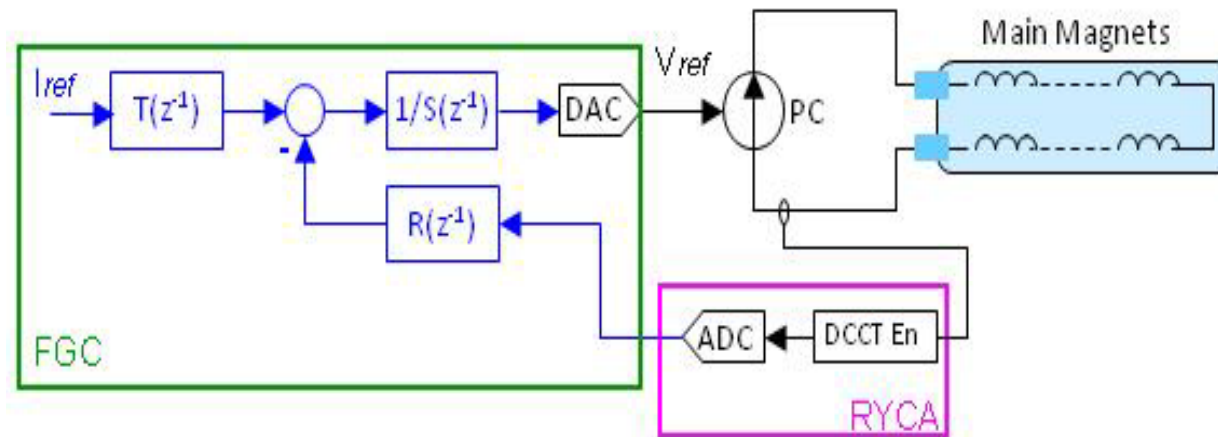 Main Magnets
Iref
T(z⁻¹)
-
1/S(z⁻¹)
DAC
Vref
PC
R(z⁻¹)
ADC
DCCT En
FGC
RYCA